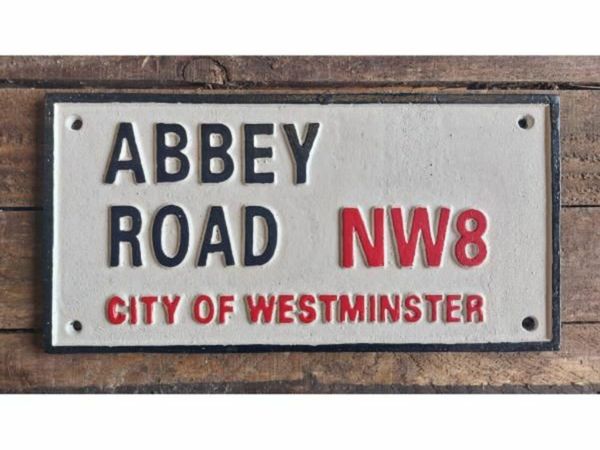 ABBEY
ROAD NW8
CITY OF WESTMINSTER